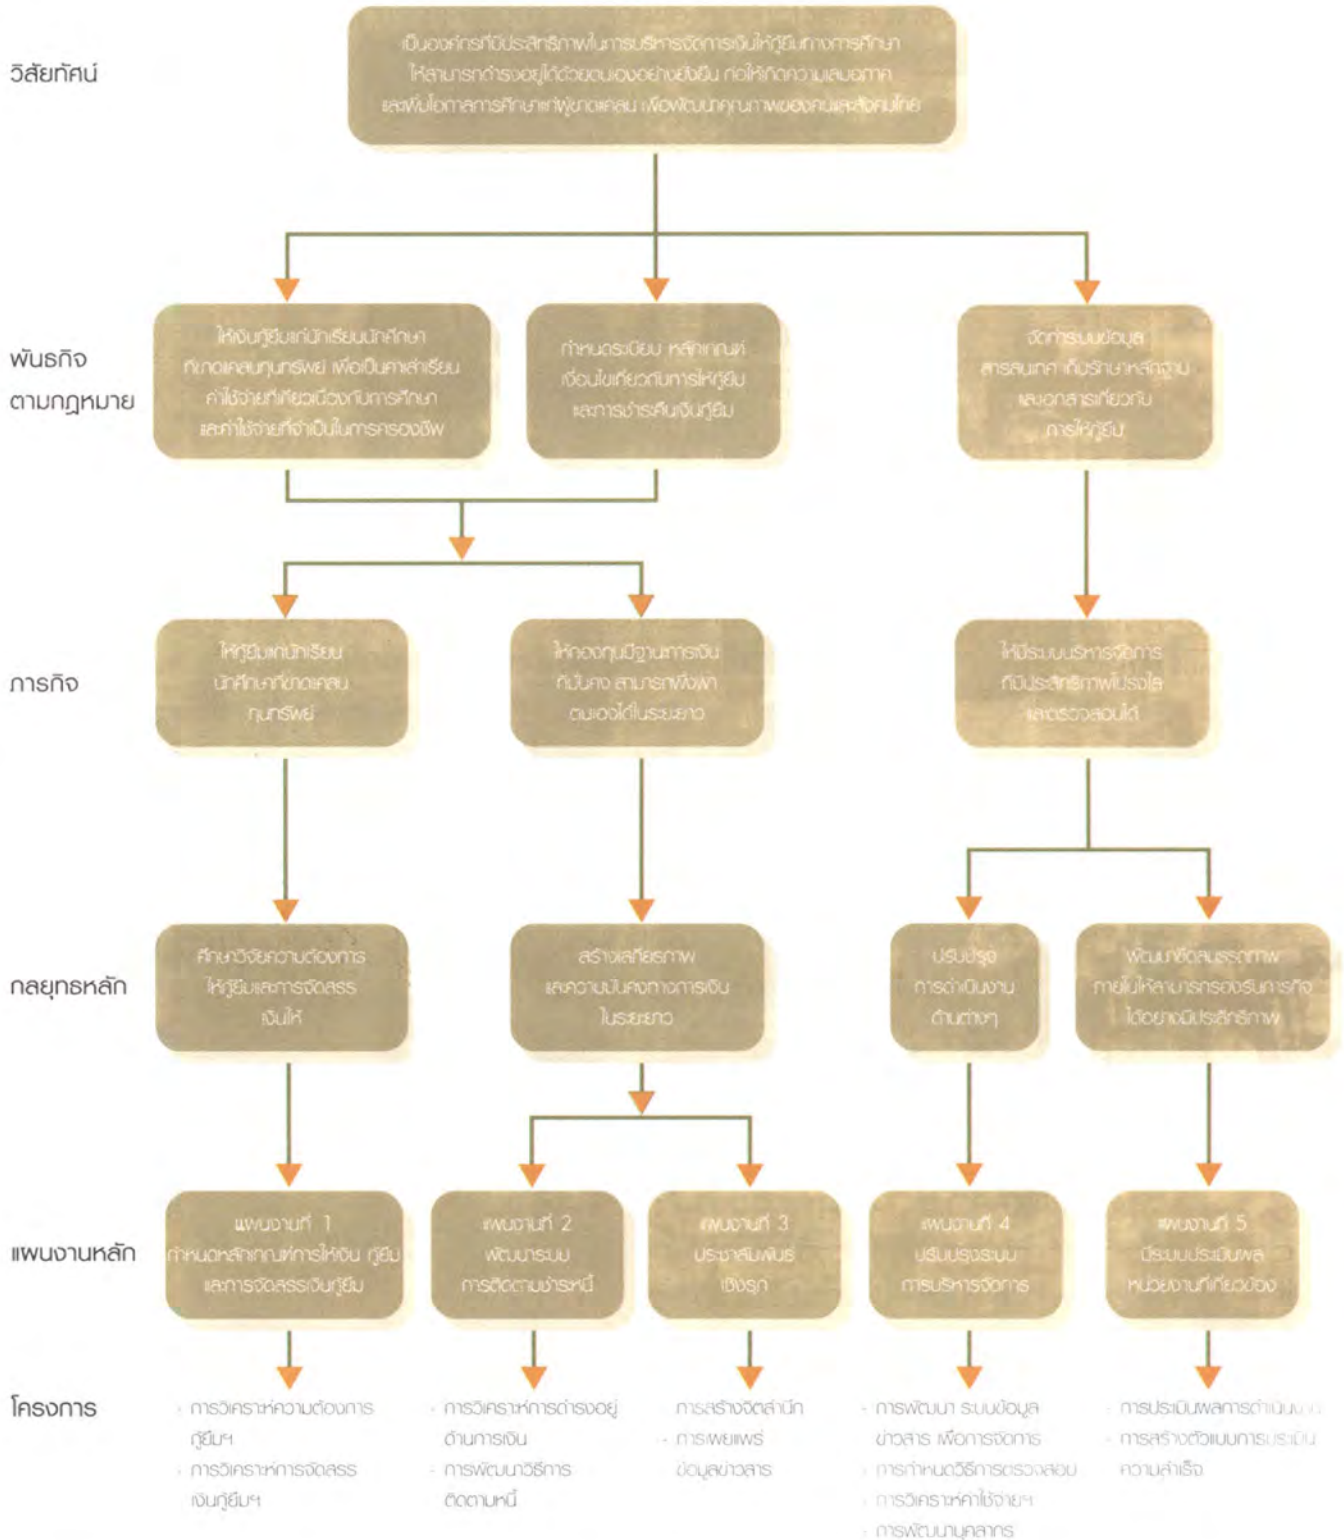 วิสัยทัศน์
เป็นองค์กรที่มีประสิทธิภาพในการบริหารจัดการเงินให้กู้ยืมทางการศึกษา
ให้สามารถดำรงอยู่ได้ด้วยตนเองอย่างยั่งยืน ก่อให้เกิดความเสมอภาค
และเพิ่มโอกาสการศึกษาแก่ผู้ขาดแคลน เพื่อพัฒนาคุณภาพของคนและสังคมไทย
พันธกิจ
ตามกฎหมาย
ให้เงินกู้ยืมแก่นักเรียนนักศึกษา
ที่ขาดแคลนทุนทรัพย์ เพื่อเป็นค่าเล่าเรียน
ค่าใช้จ่ายที่เกี่ยวเนื่องกับการศึกษา
และค่าใช้จ่ายที่จำเป็นในการครองชีพ
กำหนดระเบียบ หลักเกณฑ์
เงื่อนไขเกี่ยวกับการให้กู้ยืม
และการชำระคืนเงินกู้ยืม
จัดทำระบบข้อมูล
สารสนเทศ เก็บรักษาหลักฐาน
และเอกสารเกี่ยวกับ
การให้กู้ยืม
ภารกิจ
ให้กู้ยืมแก่นักเรียน
นักศึกษาที่ขาดแคลน
ทุนทรัพย์
ให้กองทุนมีฐานะการเงิน
ที่มั่นคง สามารถพึ่งพา
ตนเองได้ในระยะยาว
ให้มีระบบบริหารจัดการ
ที่มีประสิทธิภาพโปร่งใส
และตรวจสอบได้
กลยุทธหลัก
ศึกษาวิจัยความต้องการ
ให้กู้ยืมและการจัดสรร
เงินให้
สร้างเสถียรภาพ
และความมั่นคงทางการเงิน
ในระยะยาว
ปรับปรุง
การดำเนินงาน
ด้านต่างๆ
พัฒนาขีดสมรรถภาพ
ภายในให้สามารถรองรับภารกิจ
ได้อย่างมีประสิทธิภาพ
แผนงานหลัก
แผนงานที่ 1
กำหนดหลักเกณฑ์การให้เงิน กู้ยืม
และการจัดสรรเงินกู้ยืม
แผนงานที่ 2
พัฒนาระบบ
การติดตามชำระหนี้
แผนงานที่ 3
ประชาสัมพันธ์
เชิงรุก
แผนงานที่ 4
ปรับปรุงระบบ
การบริหารจัดการ
แผนงานที่ 5
มีระบบประเมินผล
หน่วยงานที่เกี่ยวข้อง
โครงการ
- การวิเคราะห์ความต้องการ
กู้ยืมฯ
- การวิเคราะห์การจัดสรร
เงินกู้ยืมฯ
- การวิเคราะห์การดำรงอยู่
ด้านการเงิน
- การพัฒนาวิธีการ
ติดตามหนี้
- การสร้างจิตสำนึก
- การเผยแพร่
ข้อมูลข่าวสาร
- การพัฒนา ระบบข้อมูล
ข่าวสาร เพื่อการจัดการ
- การกำหนดวิธีการตรวจสอบ
- การวิเคราะห์ค่าใช้จ่ายฯ
- การพัฒนาบุคลากร
- การประเมินผลการดำเนินงาน
- การสร้างตัวแบบการประเมิน
ความสำเร็จ